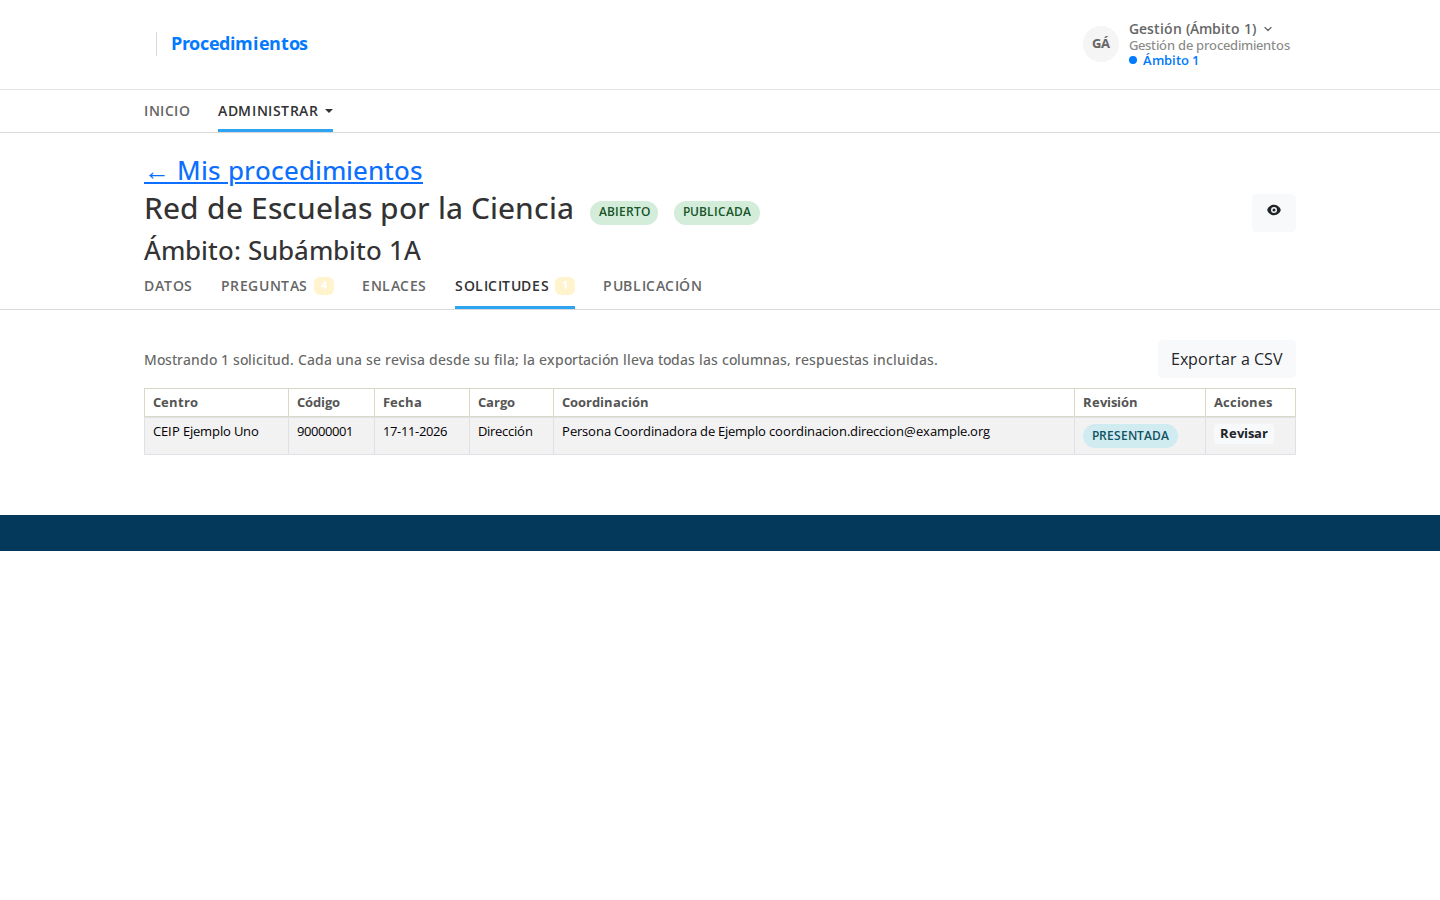 Procedimientos
GÁ
Gestión (Ámbito 1)
Gestión de procedimientos
Ámbito 1
INICIO ADMINISTRAR
← Mis procedimientos
Red de Escuelas por la Ciencia ABIERTO PUBLICADA
Ámbito: Subámbito 1A
DATOS PREGUNTAS 4 ENLACES SOLICITUDES 1 PUBLICACIÓN
Mostrando 1 solicitud. Cada una se revisa desde su fila; la exportación lleva todas las columnas, respuestas incluidas. Exportar a CSV
Centro Código Fecha Cargo Coordinación Revisión Acciones
CEIP Ejemplo Uno 90000001 17-11-2026 Dirección Persona Coordinadora de Ejemplo coordinacion.direccion@example.org PRESENTADA Revisar